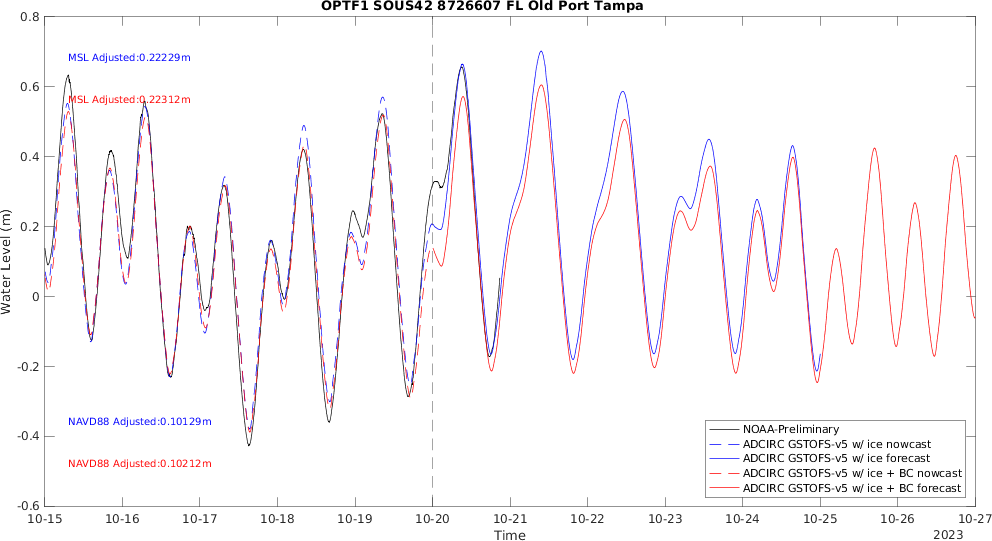 OPTF1 SOUS42 8726607 FL Old Port Tampa
0.8
MSL Adjusted:0.22229m
0.6
MSL Adjusted:0.22312m
0.4
0.2
Water Level (m)
0
-0.2
NAVD88 Adjusted:0.10129m
-0.4
NAVD88 Adjusted:0.10212m
-0.6
NOAA-Preliminary
ADCIRC GSTOFS-v5 w/ ice nowcast
ADCIRC GSTOFS-v5 w/ ice forecast
ADCIRC GSTOFS-v5 w/ ice + BC nowcast
ADCIRC GSTOFS-v5 w/ ice + BC forecast
10-15 10-16 10-17 10-18 10-19 10-20 10-21 10-22 10-23 10-24 10-25 10-26 10-27
Time
2023